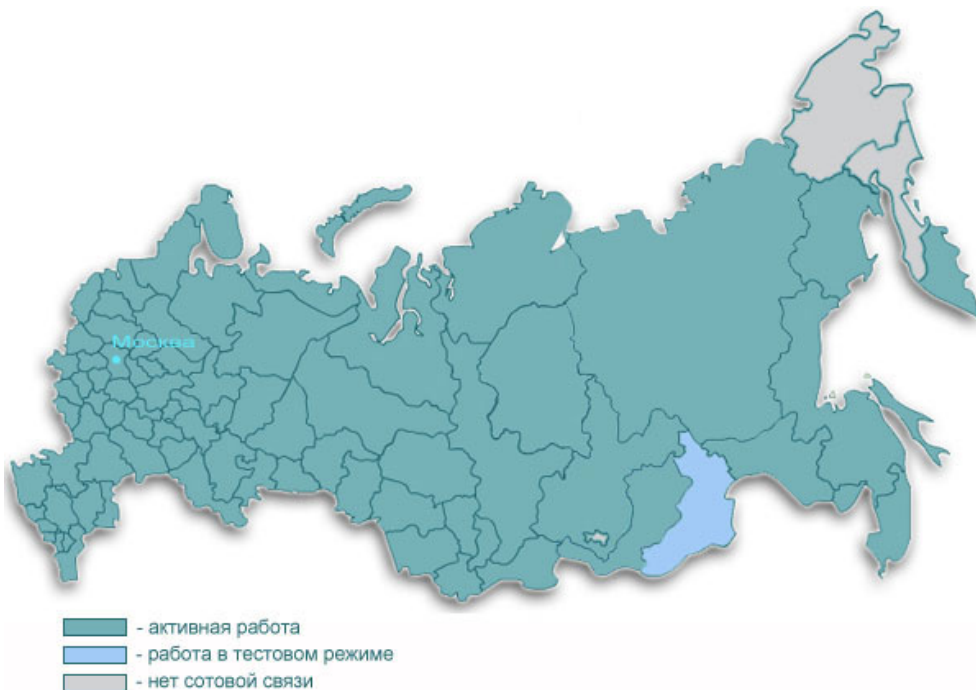 Москва
- активная работа
- работа в тестовом режиме
- нет сотовой связи